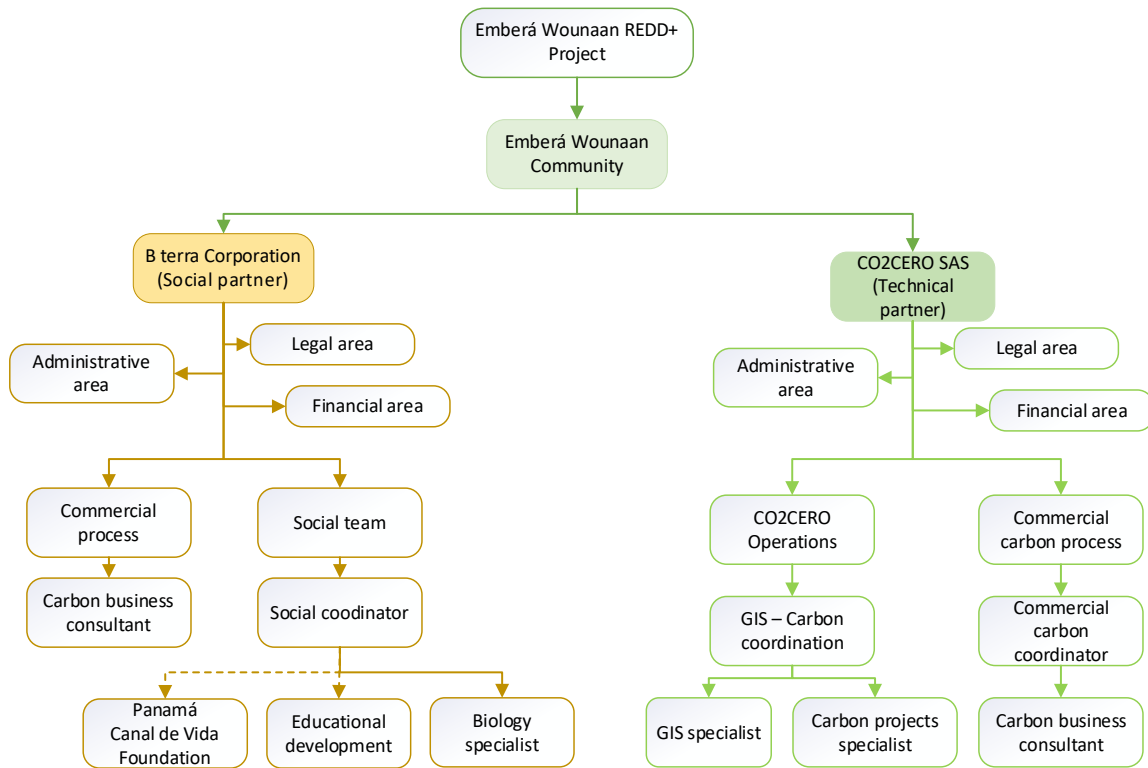 Emberá Wounaan REDD+
Project
Emberá Wounaan
Community
B terra Corporation
(Social partner)
CO2CERO SAS
(Technical
partner)
Legal area
Administrative
area
Financial area
Legal area
Administrative
area
Financial area
Commercial
process
Social team
CO2CERO
Operations
Commercial
carbon process
Carbon business
consultant
Social coodinator
GIS – Carbon
coordination
Commercial
carbon
coordinator
Panamá
Canal de Vida
Foundation
Educational
development
Biology
specialist
GIS specialist
Carbon projects
specialist
Carbon business
consultant